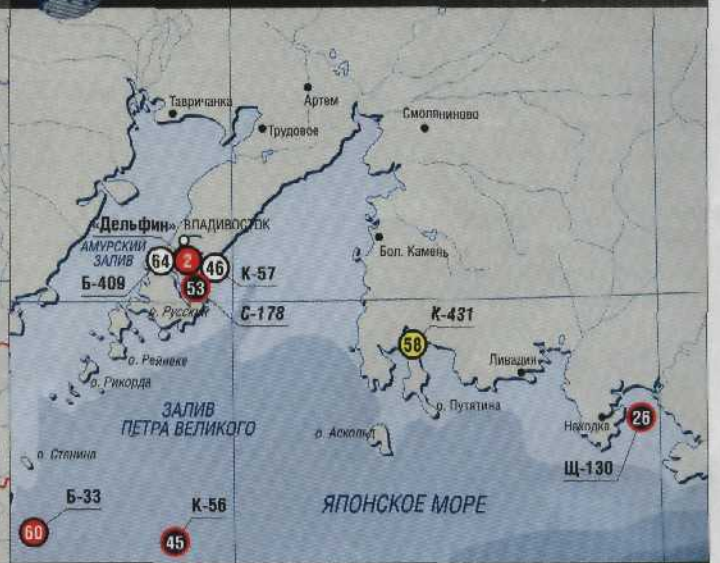 Тавричанка
Артем
Трудовое
Смоляниново
«Дельфин» ВЛАДИВОСТОК
АМУРСКИЙ
ЗАЛИВ
64
2
46
53
Б-409
К-57
С-178
Бол. Камень
о. Русский
К-431
58
о. Рейнеке
о. Рикорда
Ливадия
о. Путятина
ЗАЛИВ
ПЕТРА ВЕЛИКОГО
о. Аскольд
Находка
26
о. Стенина
Щ-130
Б-33
К-56
ЯПОНСКОЕ МОРЕ
60
45